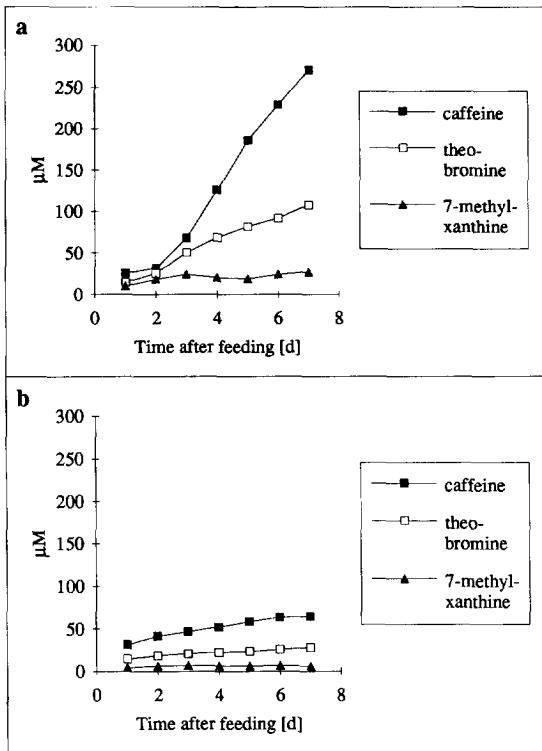 a
300
250
200
150
100
50
0
µM
0 2 4 6 8
Time after feeding [d]
caffeine
theo-
bromine
7-methyl-
xanthine
b
300
250
200
150
100
50
0
µM
0 2 4 6 8
Time after feeding [d]
caffeine
theo-
bromine
7-methyl-
xanthine